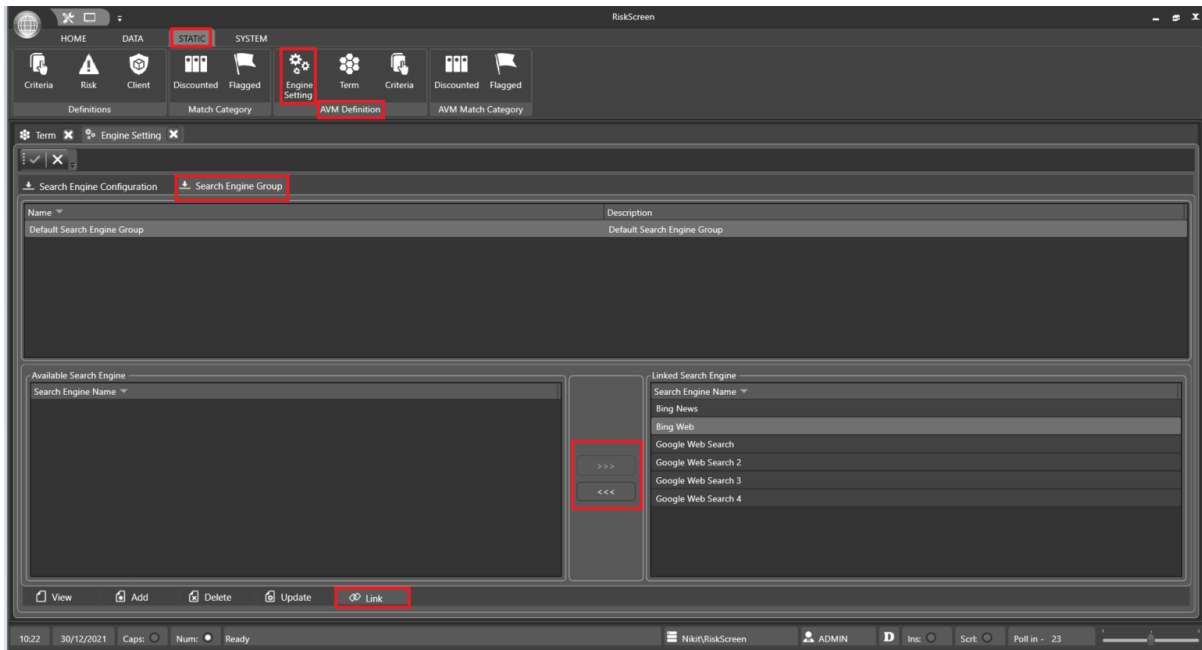 RiskScreen
HOME DATA STATIC SYSTEM
Criteria Risk Client Discounted Flagged Engine Setting Term Criteria Discounted Flagged
Definitions Match Category AVM Definition AVM Match Category
Term Engine Setting
Search Engine Configuration Search Engine Group
Name Description
Default Search Engine Group Default Search Engine Group
Available Search Engine Linked Search Engine
Search Engine Name Search Engine Name
Bing News
Bing Web
Google Web Search
>>> Google Web Search 2
Google Web Search 3
<<< Google Web Search 4
View Add Delete Update Link
10:22 30/12/2021 Caps: Num: Ready Nikit\RiskScreen ADMIN D Ins: Scrl: Poll in - 23